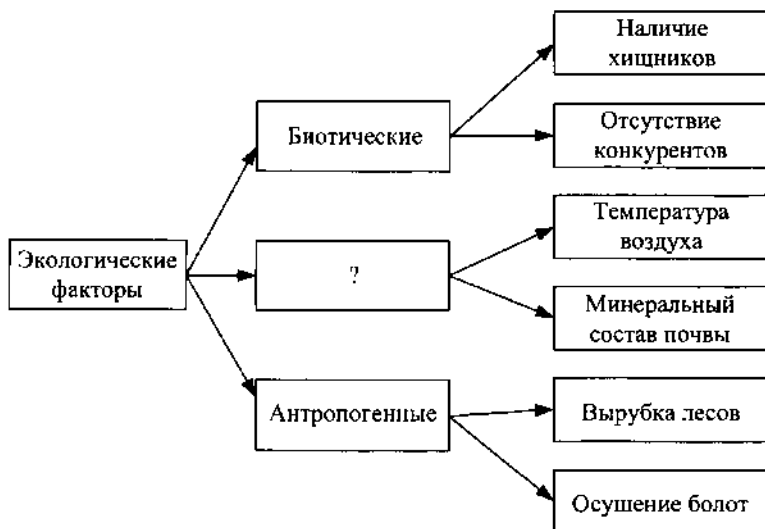 Наличие
хищников
Биотические
Отсутствие
конкурентов
Экологические
факторы
?
Температура
воздуха
Минеральный
состав почвы
Антропогенные
Вырубка лесов
Осушение болот